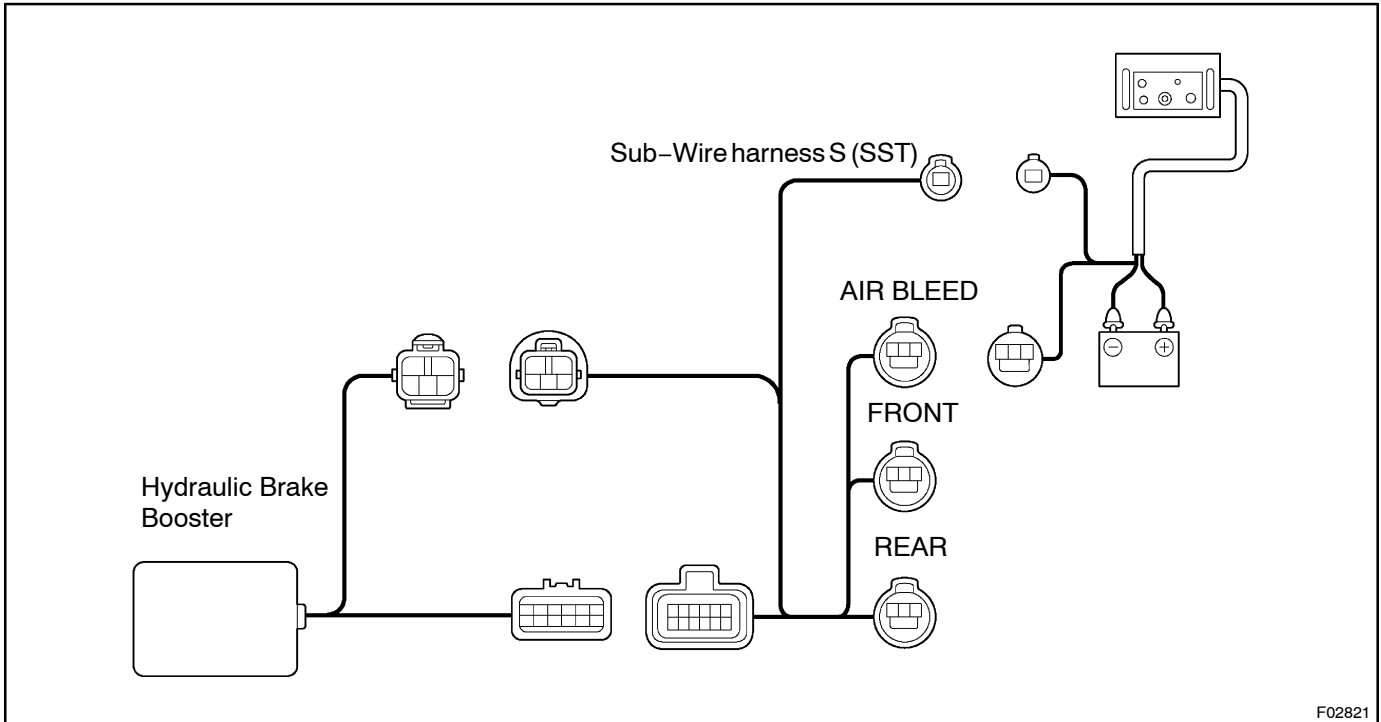 Sub−Wire harness S (SST)
AIR BLEED
− +
FRONT
Hydraulic Brake
Booster
REAR
F02821